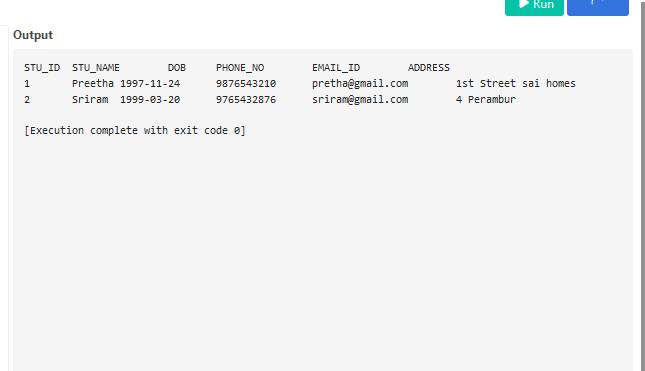 Run
Output
STU_ID STU_NAME DOB PHONE_NO EMAIL_ID ADDRESS
1 Preetha 1997-11-24 9876543210 pretha@gmail.com 1st Street sai homes
2 Sriram 1999-03-20 9765432876 sriram@gmail.com 4 Perambur
[Execution complete with exit code 0]